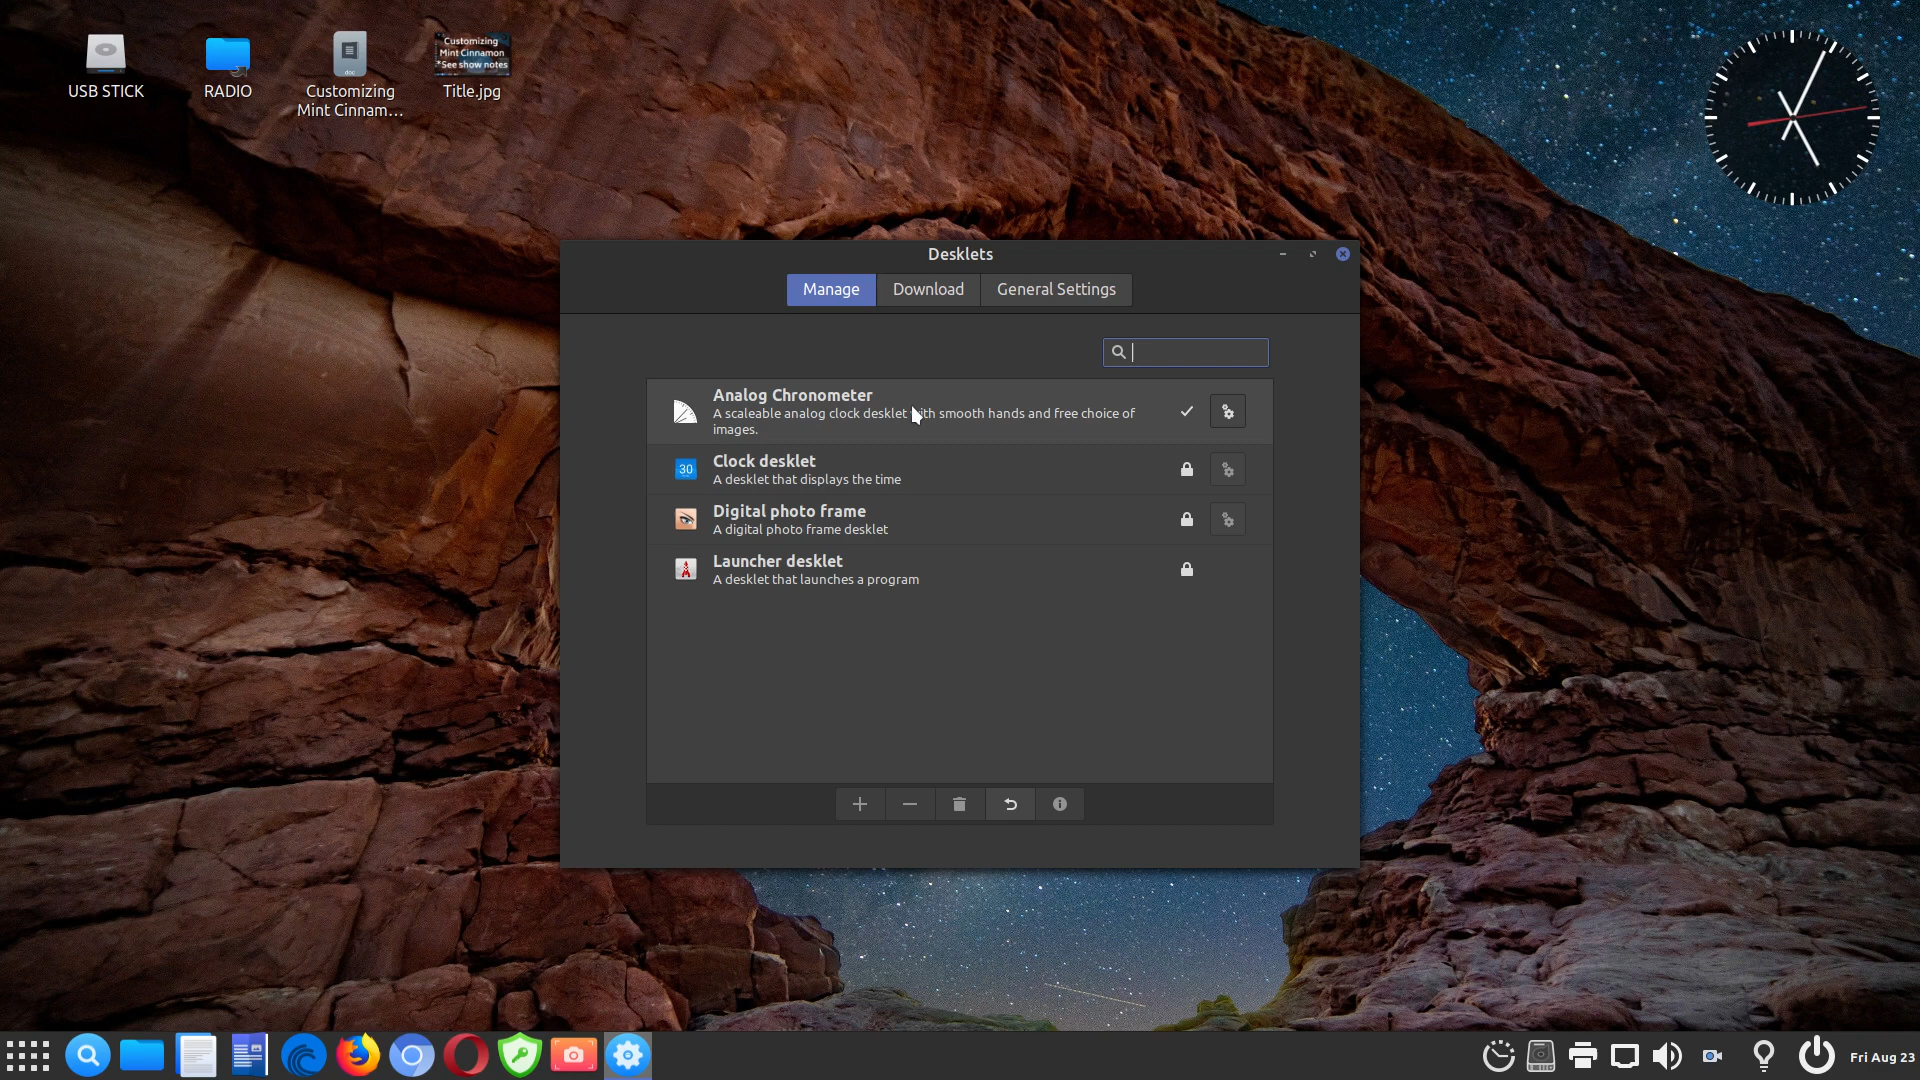 USB STICK
RADIO
doc
Customizing
Mint Cinnam...
Customizing
Mint Cinnamon
*See show notes
Title.jpg
Desklets
Manage
Download
General Settings
Analog Chronometer
A scaleable analog clock desklet with smooth hands and free choice of
images.
30
Clock desklet
A desklet that displays the time
Digital photo frame
A digital photo frame desklet
Launcher desklet
A desklet that launches a program
Fri Aug 23